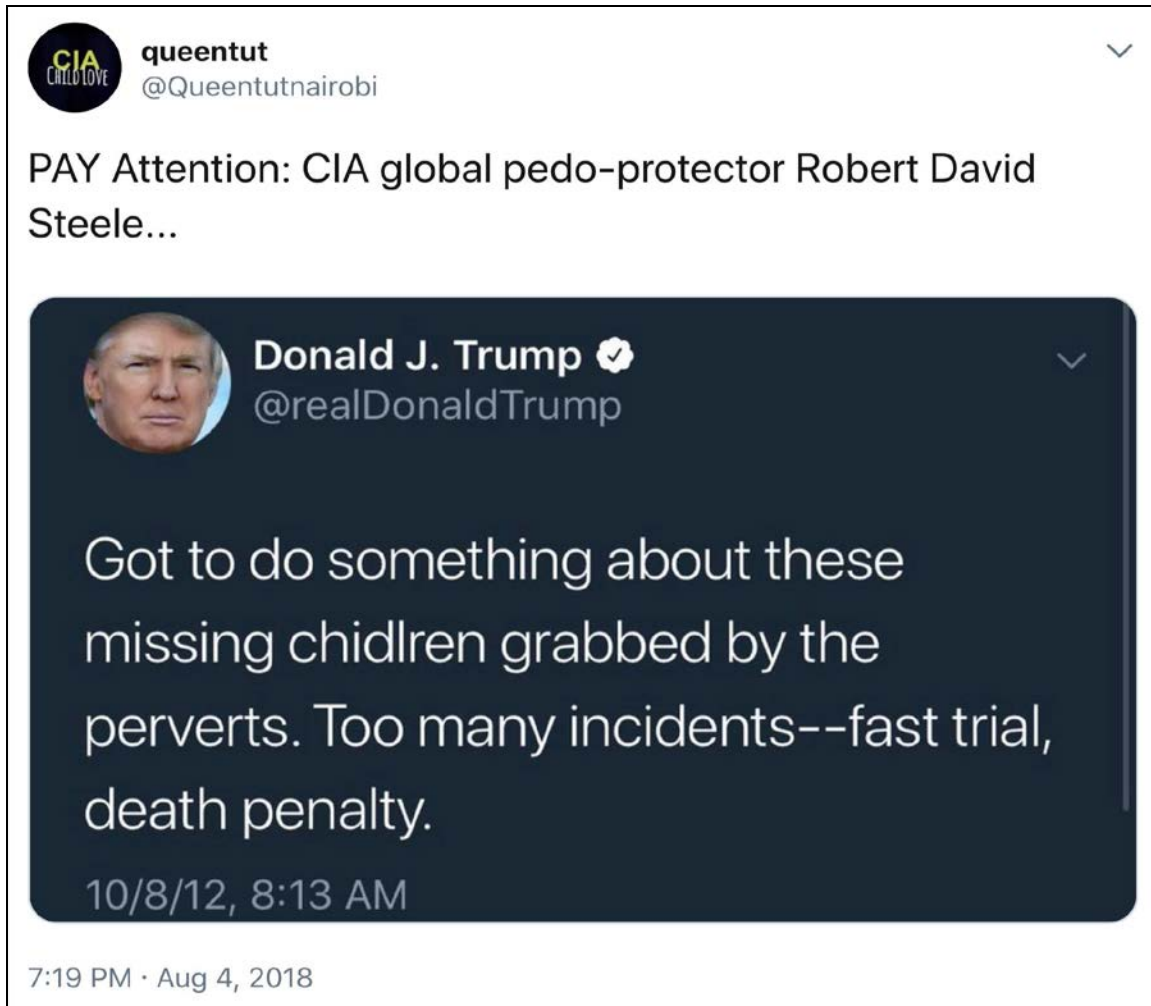 CIA
CHILD LOVE
queentut
@Queentutnairobi
PAY Attention: CIA global pedo-protector Robert David
Steele...
Donald J. Trump
@realDonaldTrump
Got to do something about these
missing chidlren grabbed by the
perverts. Too many incidents--fast trial,
death penalty.
10/8/12, 8:13 AM
7:19 PM · Aug 4, 2018